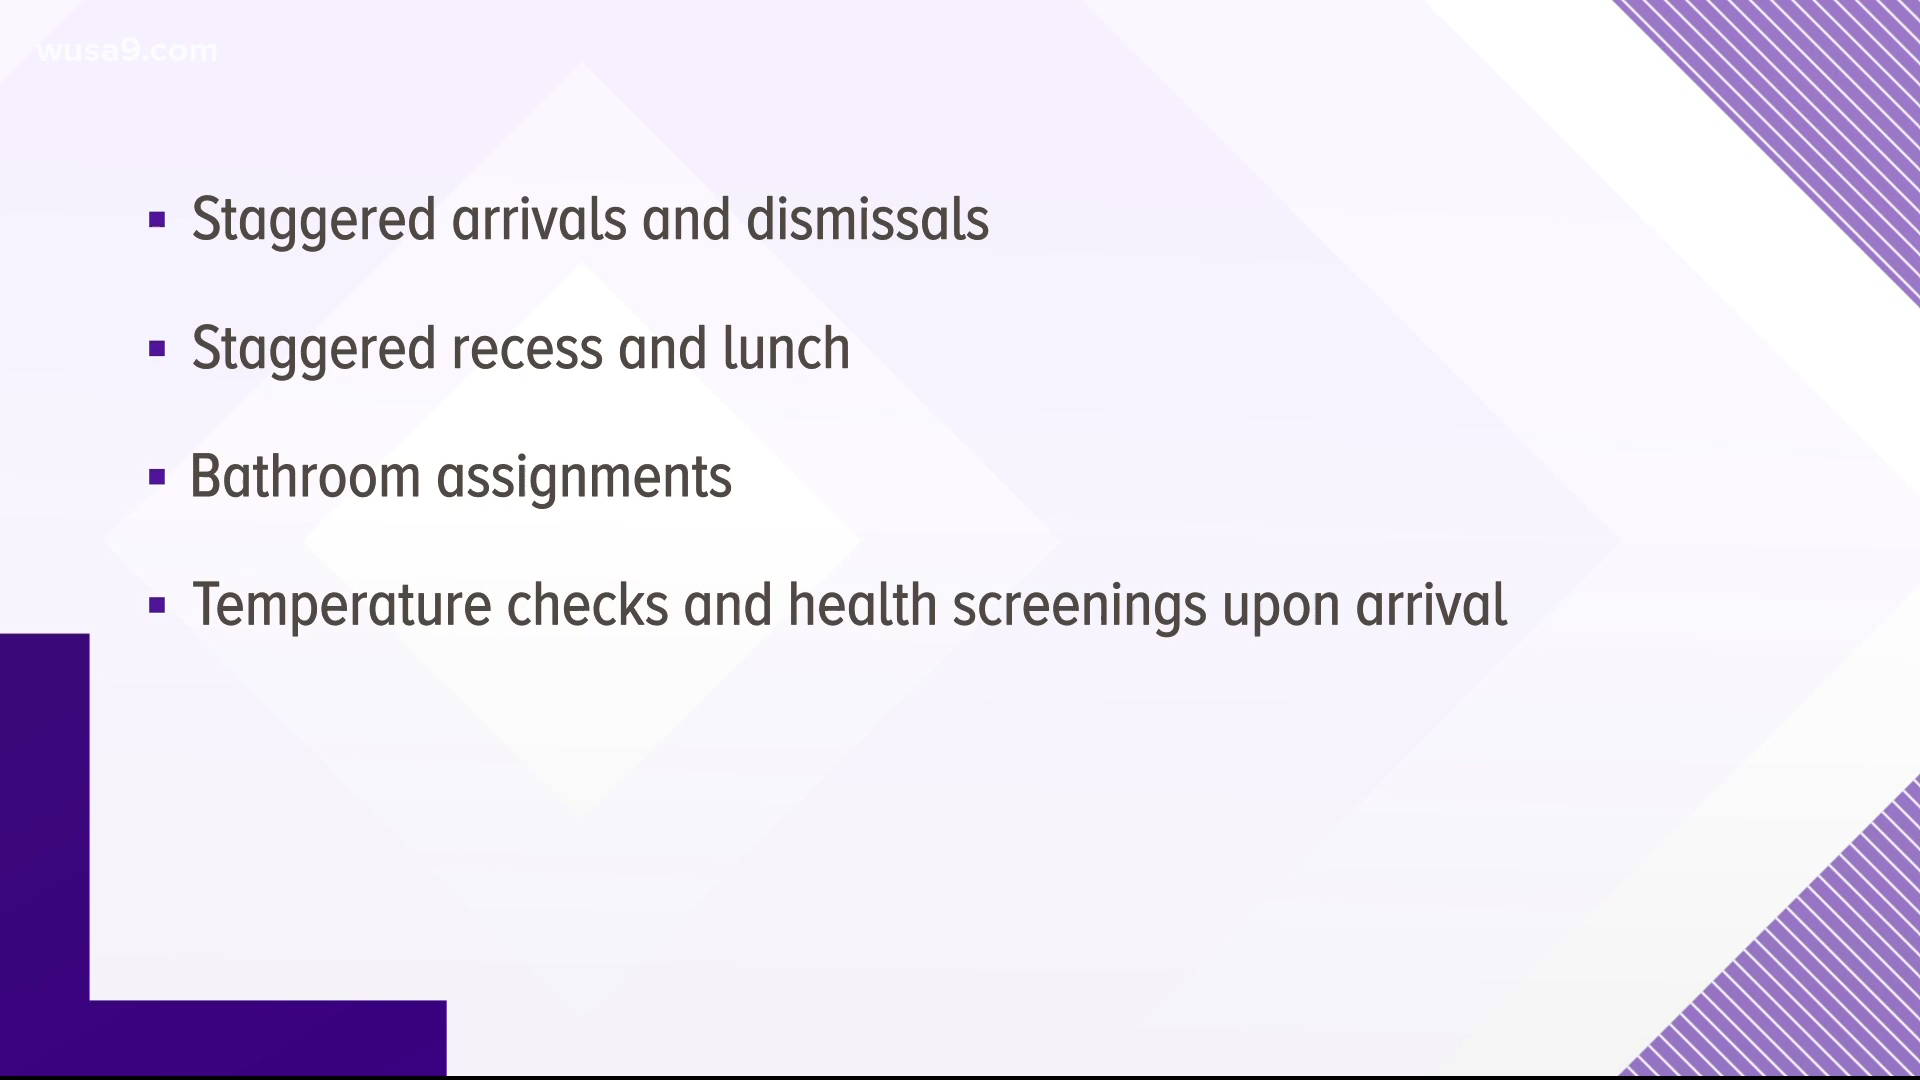 wusa9.com
▪ Staggered arrivals and dismissals
▪ Staggered recess and lunch
▪ Bathroom assignments
▪ Temperature checks and health screenings upon arrival